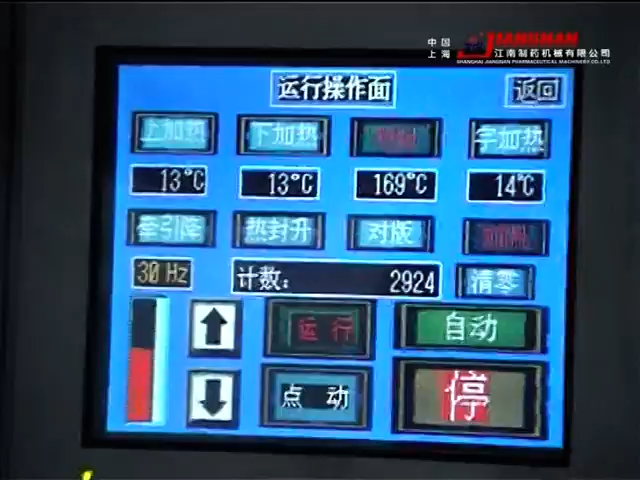 中国 JIANGNAN
上海 江南制药机械有限公司
SHANGHAI JIANGNAN PHARMACEUTICAL MACHINERY CO.,LTD
运行操作面 返回
上加热 下加热 字加热
13℃ 13℃ 169℃ 14℃
牵引降 热封升 对版
30 Hz 计数: 2924 清零
运行 自动
点动 停